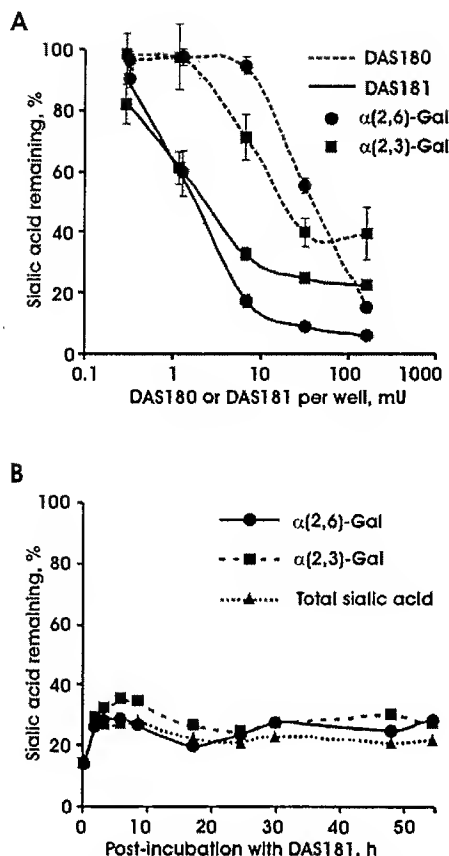 A
Sialic acid remaining, %
100
80
60
40
20
0
0.1
1
10
100
1000
DAS180 or DAS181 per well, mU
DAS180
DAS181
α(2,6)-Gal
α(2,3)-Gal
B
Sialic acid remaining, %
100
80
60
40
20
0
0
10
20
30
40
50
Post-incubation with DAS181, h
α(2,6)-Gal
α(2,3)-Gal
Total sialic acid